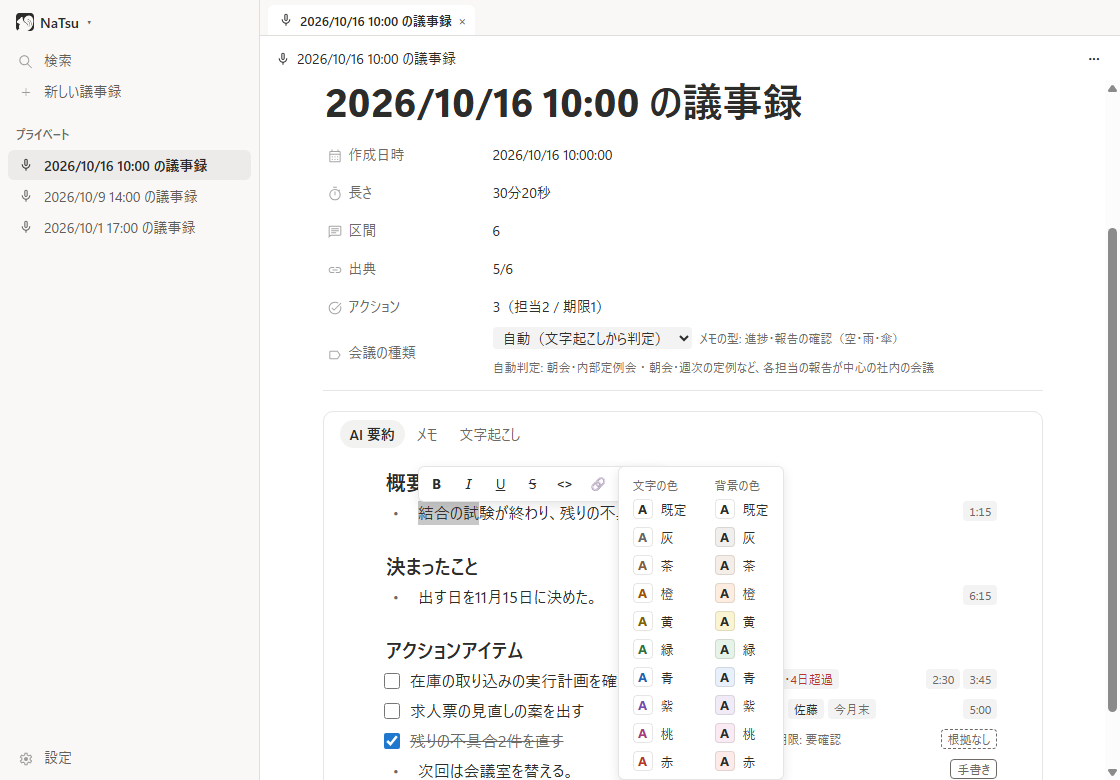 NaTsu
検索
新しい議事録
プライベート
2026/10/16 10:00 の議事録
2026/10/9 14:00 の議事録
2026/10/1 17:00 の議事録
設定
2026/10/16 10:00 の議事録 ×
2026/10/16 10:00 の議事録
2026/10/16 10:00 の議事録
作成日時 2026/10/16 10:00:00
長さ 30分20秒
区間 6
出典 5/6
アクション 3（担当2 / 期限1）
会議の種類 自動（文字起こしから判定） メモの型: 進捗・報告の確認（空・雨・傘）
自動判定: 朝会・内部定例会・朝会・週次の定例など、各担当の報告が中心の社内の会議
AI 要約 メモ 文字起こし
概要
B I U S <>
結合の試験が終わり、残りの不 1:15
決まったこと
出す日を11月15日に決めた。 6:15
アクションアイテム
在庫の取り込みの実行計画を確 ・4日超過 2:30 3:45
求人票の見直しの案を出す 佐藤 今月末 5:00
残りの不具合2件を直す 限: 要確認 根拠なし
次回は会議室を替える。 手書き
文字の色 背景の色
A 既定 A 既定
A 灰 A 灰
A 茶 A 茶
A 橙 A 橙
A 黄 A 黄
A 緑 A 緑
A 青 A 青
A 紫 A 紫
A 桃 A 桃
A 赤 A 赤